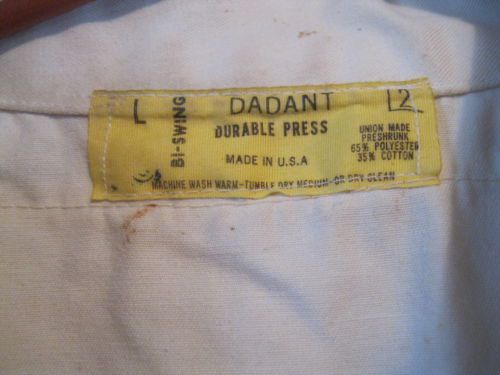 L
BI-SWING
DADANT
L2
DURABLE PRESS
MADE IN U.S.A
UNION MADE
PRESHRUNK
65% POLYESTER
35% COTTON
MACHINE WASH WARM-TUMBLE DRY MEDIUM-OR DRY CLEAN